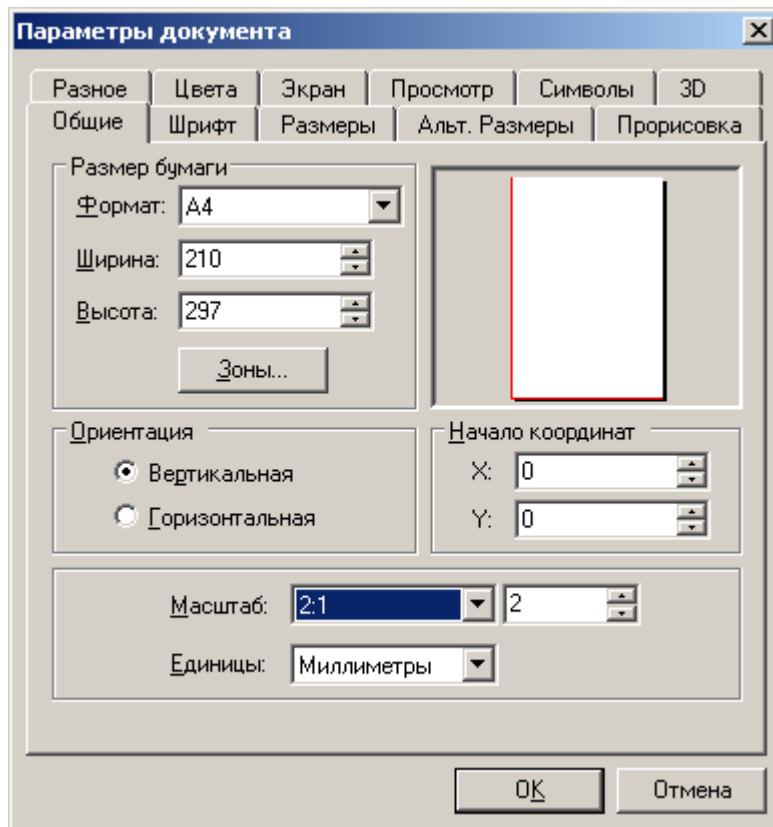 Параметры документа
Разное Цвета Экран Просмотр Символы 3D
Общие Шрифт Размеры Альт. Размеры Прорисовка
Размер бумаги
Формат: A4
Ширина: 210
Высота: 297
Зоны...
Ориентация
Вертикальная
Горизонтальная
Начало координат
X: 0
Y: 0
Масштаб: 2:1 2
Единицы: Миллиметры
OK Отмена